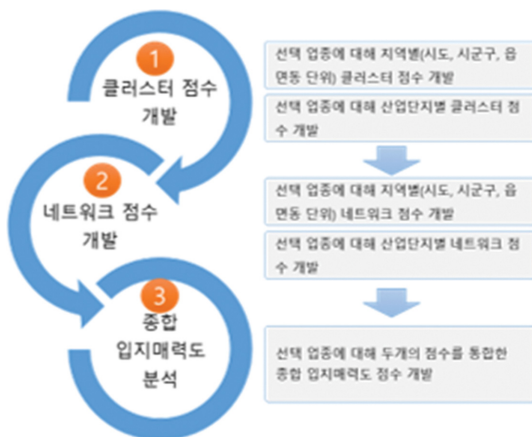 1
클러스터 점수
개발
선택 업종에 대해 지역별(시도, 시군구, 읍
면동 단위) 클러스터 점수 개발
선택 업종에 대해 산업단지별 클러스터 점
수 개발
2
네트워크 점수
개발
선택 업종에 대해 지역별(시도, 시군구, 읍
면동 단위) 네트워크 점수 개발
선택 업종에 대해 산업단지별 네트워크 점
수 개발
3
종합
입지매력도
분석
선택 업종에 대해 두개의 점수를 통합한
종합 입지매력도 점수 개발